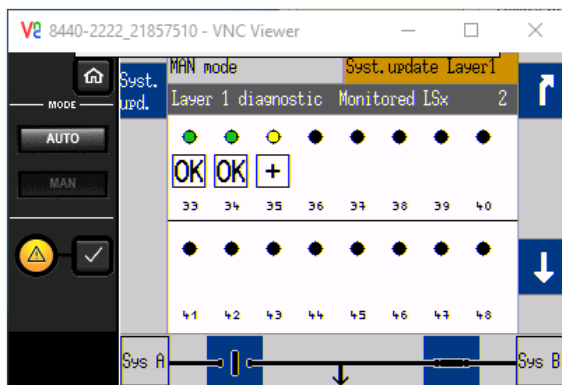 8440-2222_21857510 - VNC Viewer
MODE
AUTO
MAN
Syst. upd.
MAN mode
Syst.update Layer1
Layer 1 diagnostic Monitored LSx 2
OK OK +
33 34 35 36 37 38 39 40
41 42 43 44 45 46 47 48
Sys A
Sys B